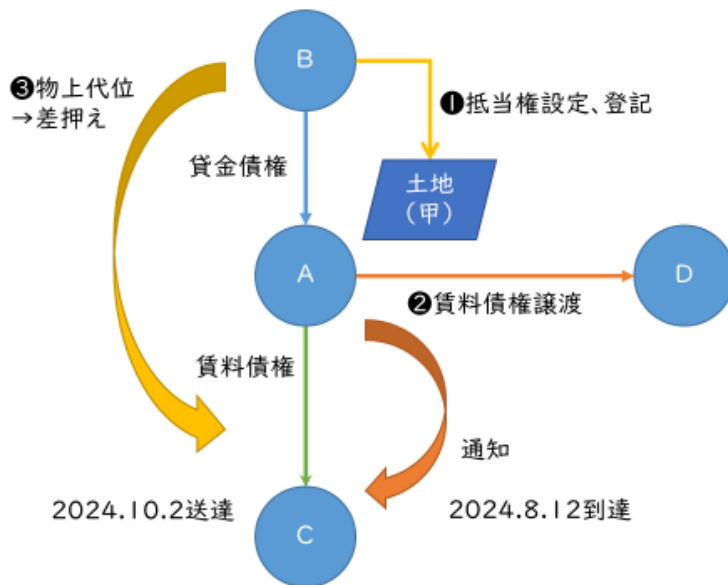 B
❸物上代位
→差押え
❶抵当権設定、登記
貸金債権
土地
（甲）
A
D
❷賃料債権譲渡
賃料債権
通知
2024.10.2送達
2024.8.12到達
C